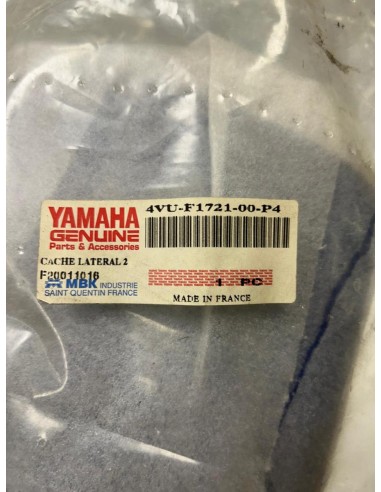 YAMAHA
GENUINE
Parts & Accessories
4VU-F1721-00-P4
CACHE LATERAL 2
F20011016
MBK INDUSTRIE
SAINT QUENTIN FRANCE
1 PC
MADE IN FRANCE